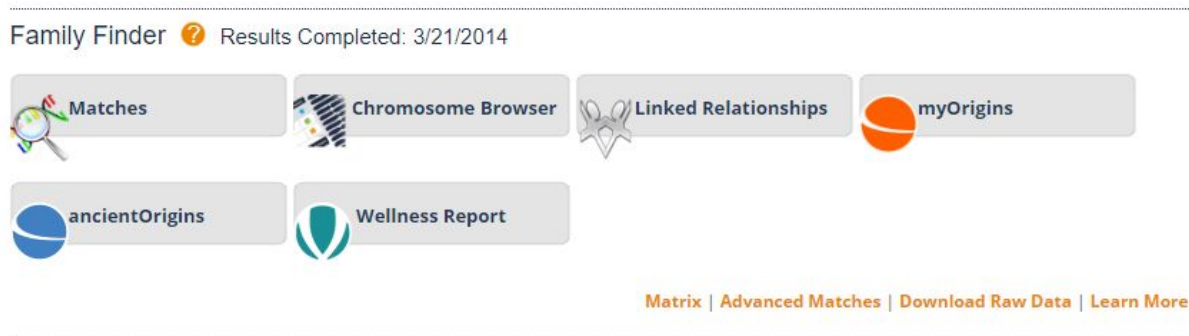 Family Finder ? Results Completed: 3/21/2014
Matches Chromosome Browser Linked Relationships myOrigins
ancientOrigins Wellness Report
Matrix | Advanced Matches | Download Raw Data | Learn More